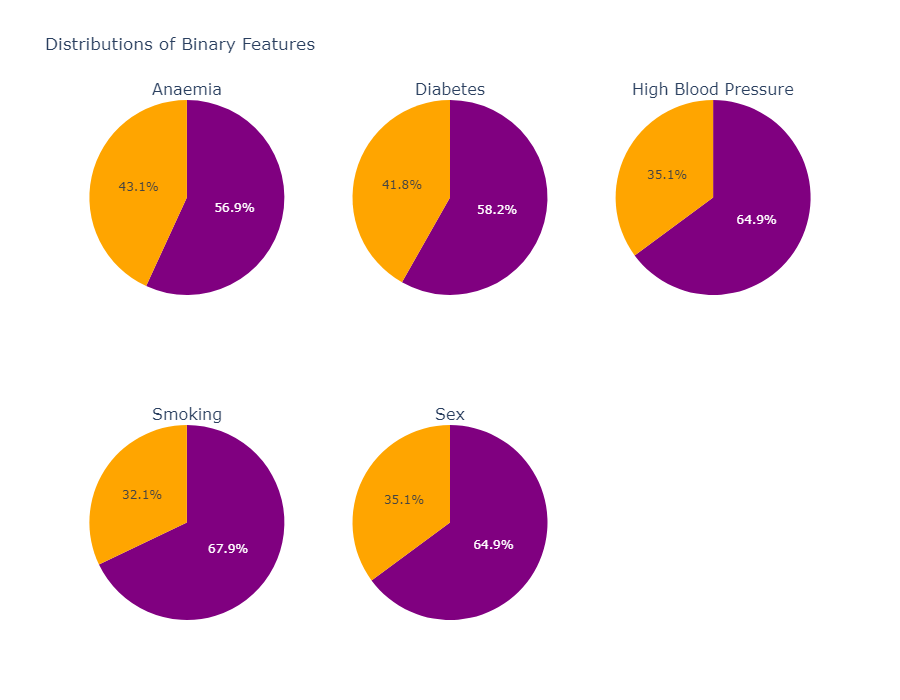 Distributions of Binary Features
Anaemia
Diabetes
High Blood Pressure
43.1%
56.9%
41.8%
58.2%
35.1%
64.9%
Smoking
Sex
32.1%
67.9%
35.1%
64.9%